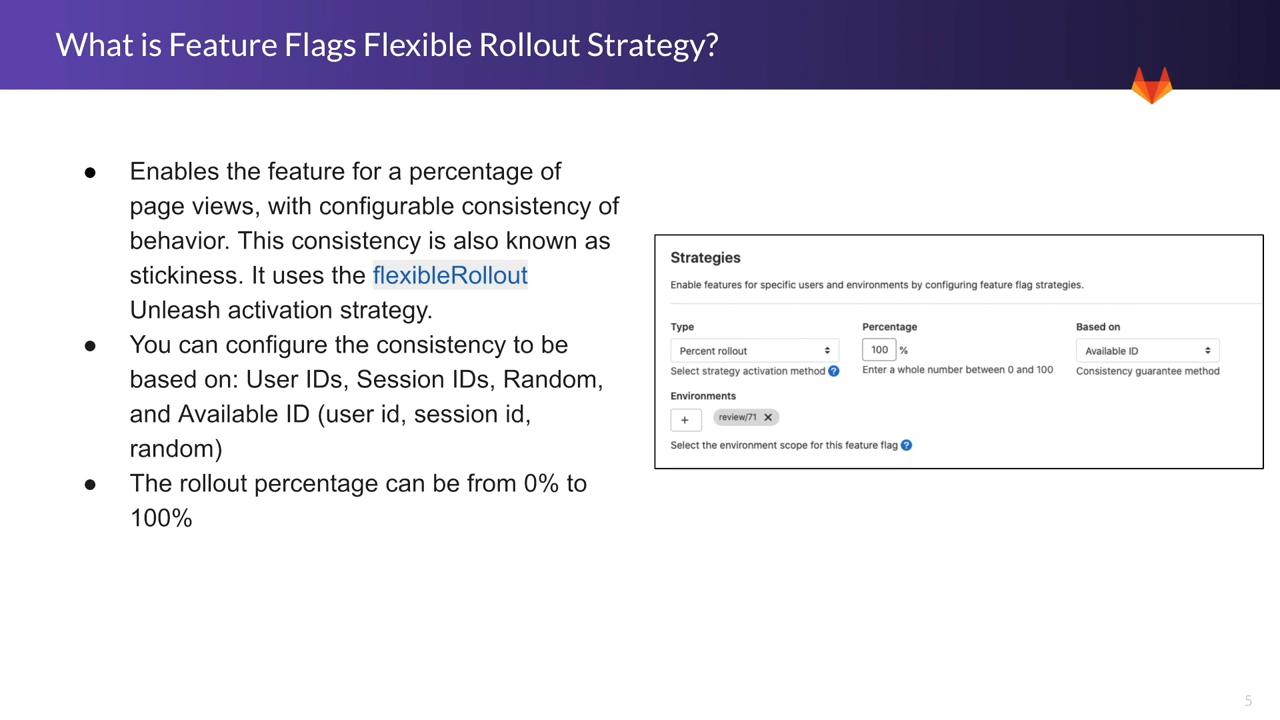 What is Feature Flags Flexible Rollout Strategy?
● Enables the feature for a percentage of
page views, with configurable consistency of
behavior. This consistency is also known as
stickiness. It uses the flexibleRollout
Unleash activation strategy.
● You can configure the consistency to be
based on: User IDs, Session IDs, Random,
and Available ID (user id, session id,
random)
● The rollout percentage can be from 0% to
100%
Strategies
Enable features for specific users and environments by configuring feature flag strategies.
Type Percentage Based on
Percent rollout 100 % Available ID
Select strategy activation method ? Enter a whole number between 0 and 100 Consistency guarantee method
Environments
+ review/71 ✕
Select the environment scope for this feature flag ?
5